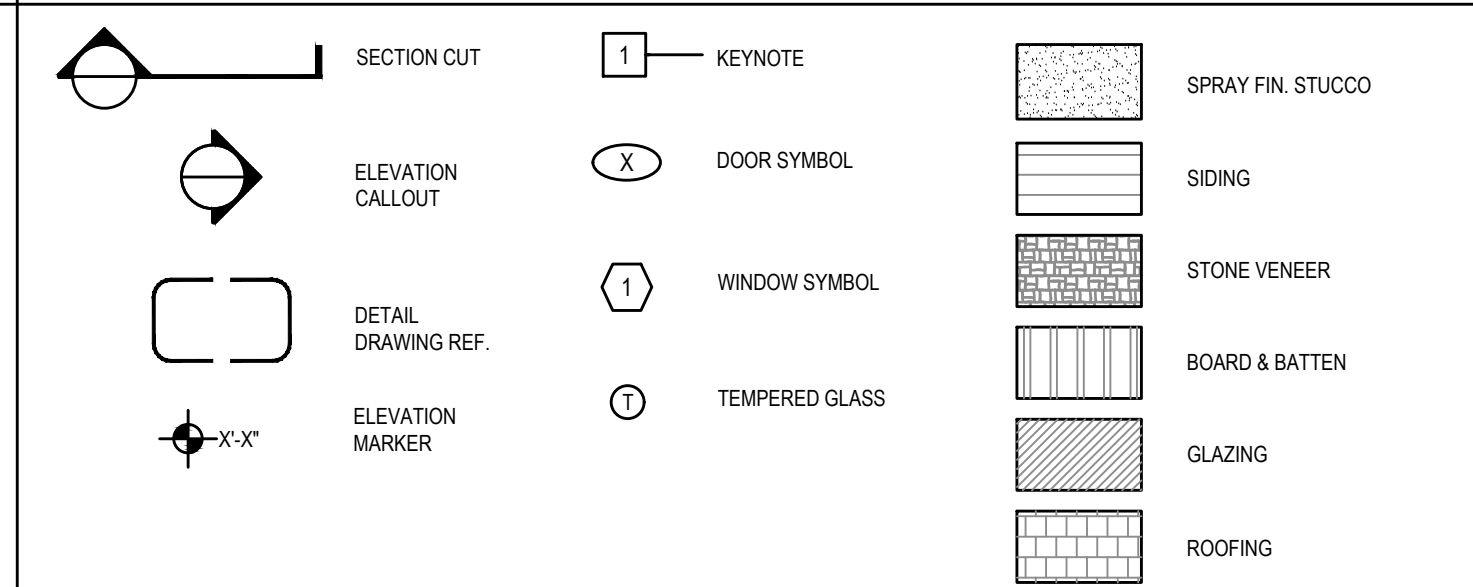 SECTION CUT
ELEVATION
CALLOUT
DETAIL
DRAWING REF.
X'-X"
ELEVATION
MARKER
1
KEYNOTE
X
DOOR SYMBOL
1
WINDOW SYMBOL
T
TEMPERED GLASS
SPRAY FIN. STUCCO
SIDING
STONE VENEER
BOARD & BATTEN
GLAZING
ROOFING